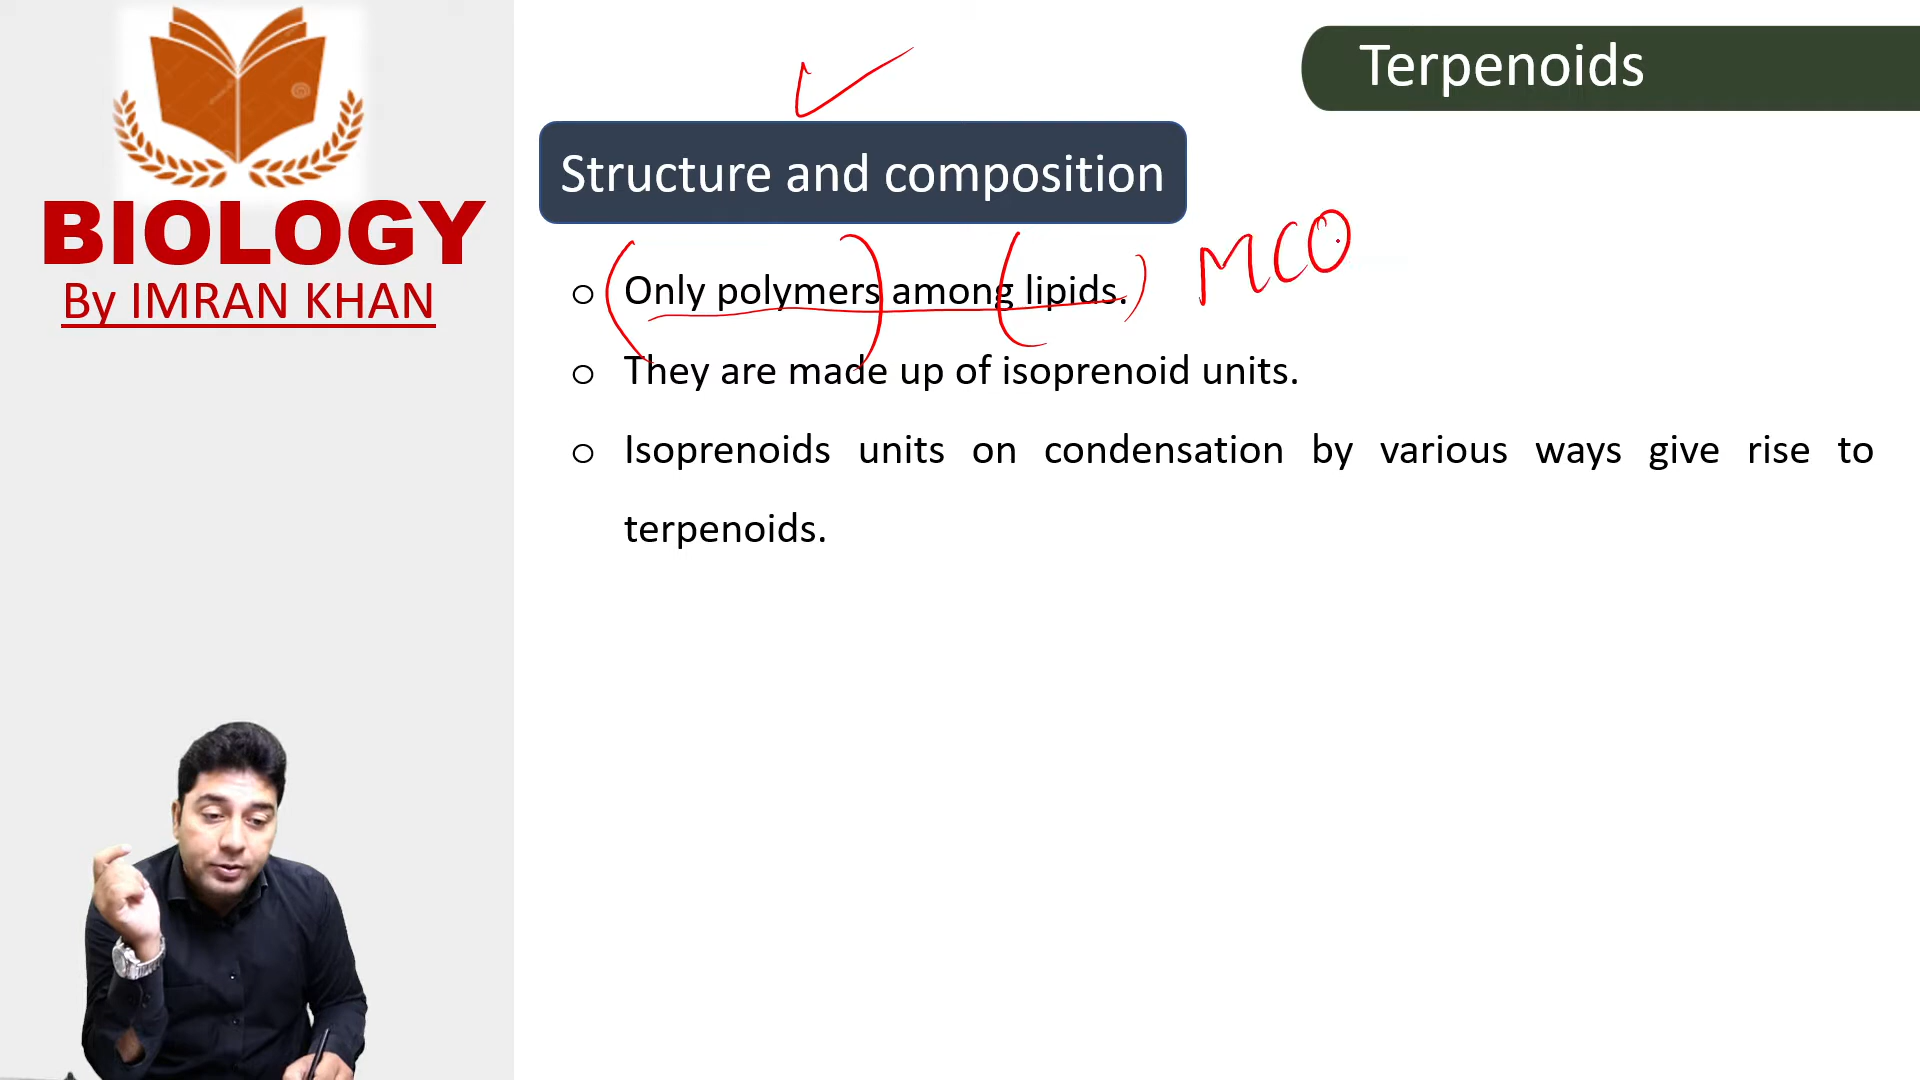 Terpenoids
Structure and composition
BIOLOGY
By IMRAN KHAN
Only polymers among lipids.
MCO
They are made up of isoprenoid units.
Isoprenoids units on condensation by various ways give rise to
terpenoids.